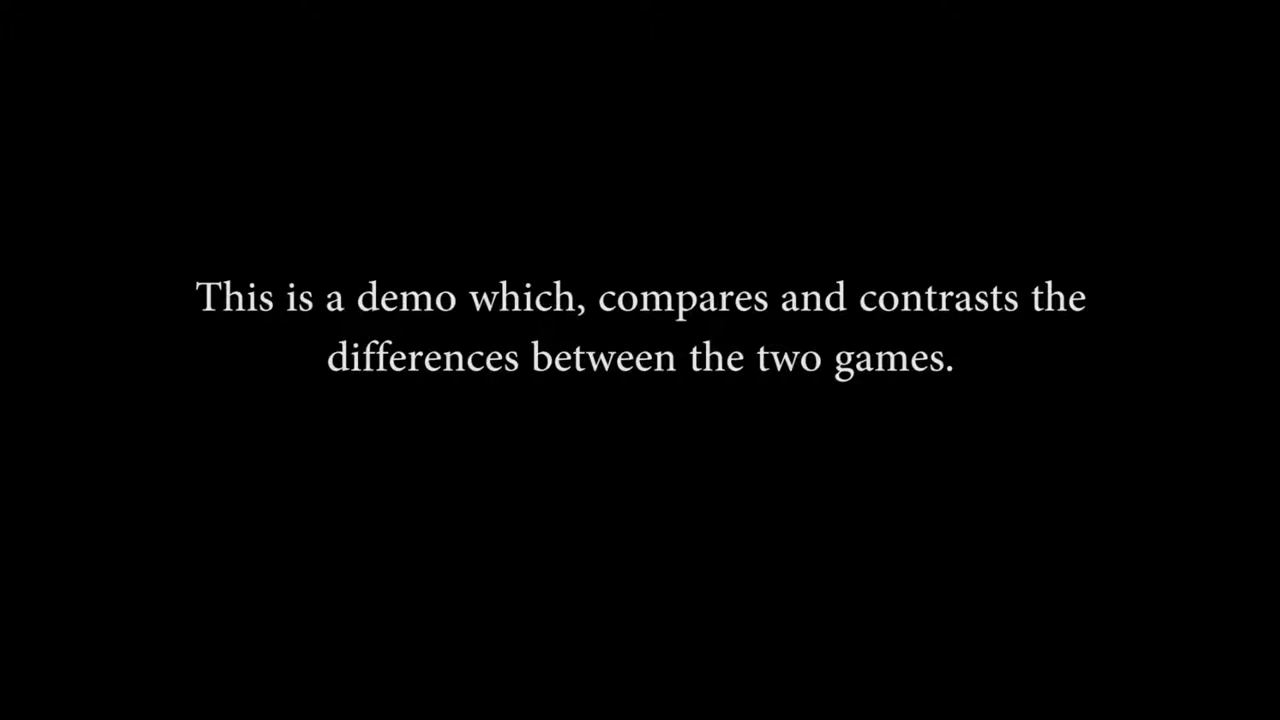 This is a demo which, compares and contrasts the
differences between the two games.